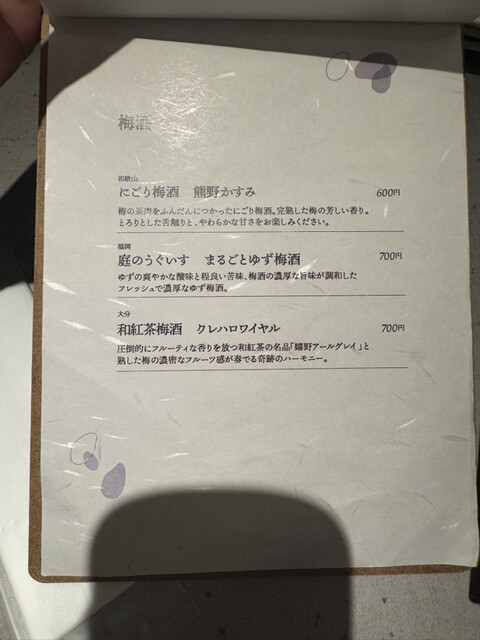 梅酒
和歌山
にごり梅酒 熊野かすみ 600円
梅の果肉をふんだんにつかったにごり梅酒。完熟した梅の芳しい香り。
とろりとした舌触りと、やわらかな甘さをお楽しみください。
福岡
庭のうぐいす まるごとゆず梅酒 700円
ゆずの爽やかな酸味と程良い苦味、梅酒の濃厚な旨味が調和した
フレッシュで濃厚なゆず梅酒。
大分
和紅茶梅酒 クレハロワイヤル 700円
圧倒的にフルーティな香りを放つ和紅茶の名品「嬉野アールグレイ」と
熟した梅の濃密なフルーツ感が奏でる奇跡のハーモニー。